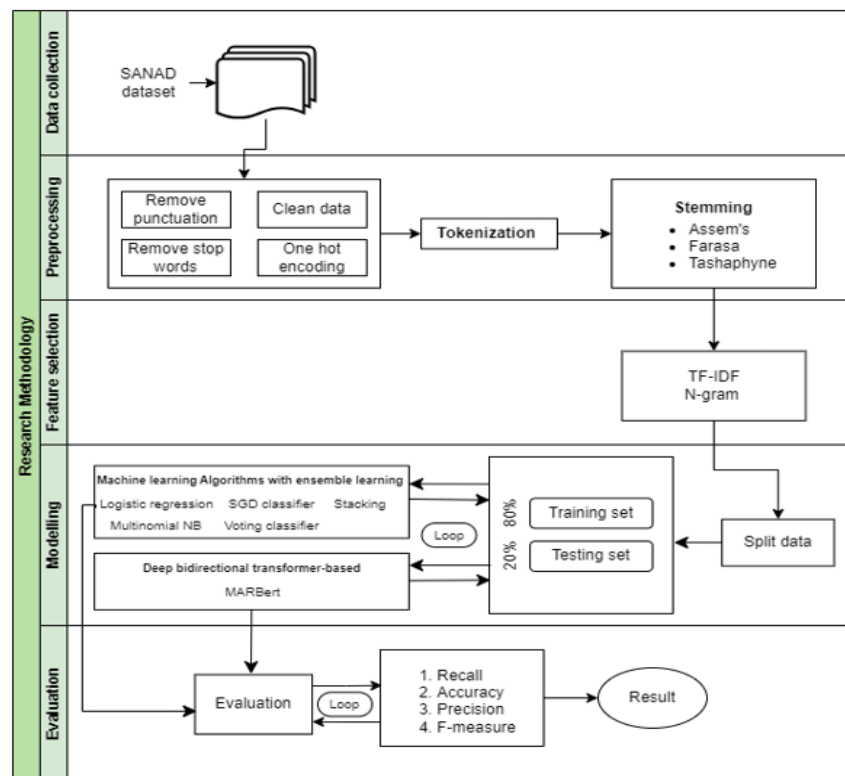 Research Methodology
Data collection
SANAD
dataset
Preprocessing
Remove
punctuation
Clean data
Remove stop
words
One hot
encoding
Tokenization
Stemming
• Assem's
• Farasa
• Tashaphyne
Feature selection
TF-IDF
N-gram
Modelling
Machine learning Algorithms with ensemble learning
Logistic regression SGD classifier Stacking
Multinomial NB Voting classifier
Loop
Deep bidirectional transformer-based
MARBert
80%
Training set
20%
Testing set
Split data
Evaluation
Evaluation
Loop
1. Recall
2. Accuracy
3. Precision
4. F-measure
Result